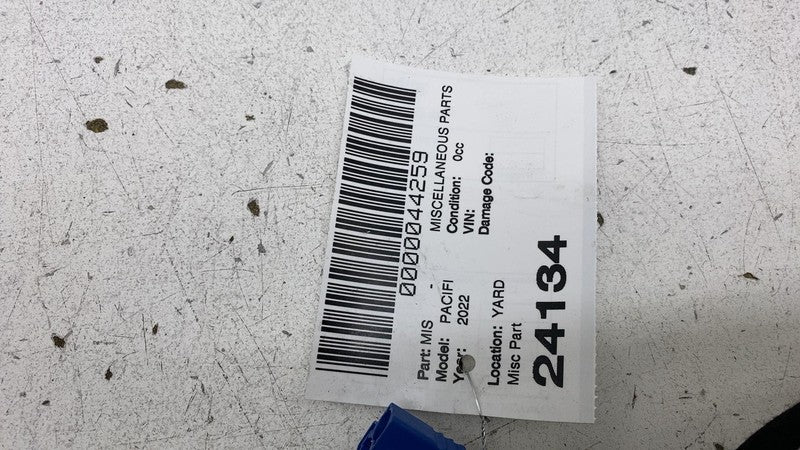 0000044259
Part: MIS - MISCELLANEOUS PARTS
Model: PACIFI Condition: 0cc
Year: 2022 VIN:
Damage Code:
Location: YARD
Misc Part
24134